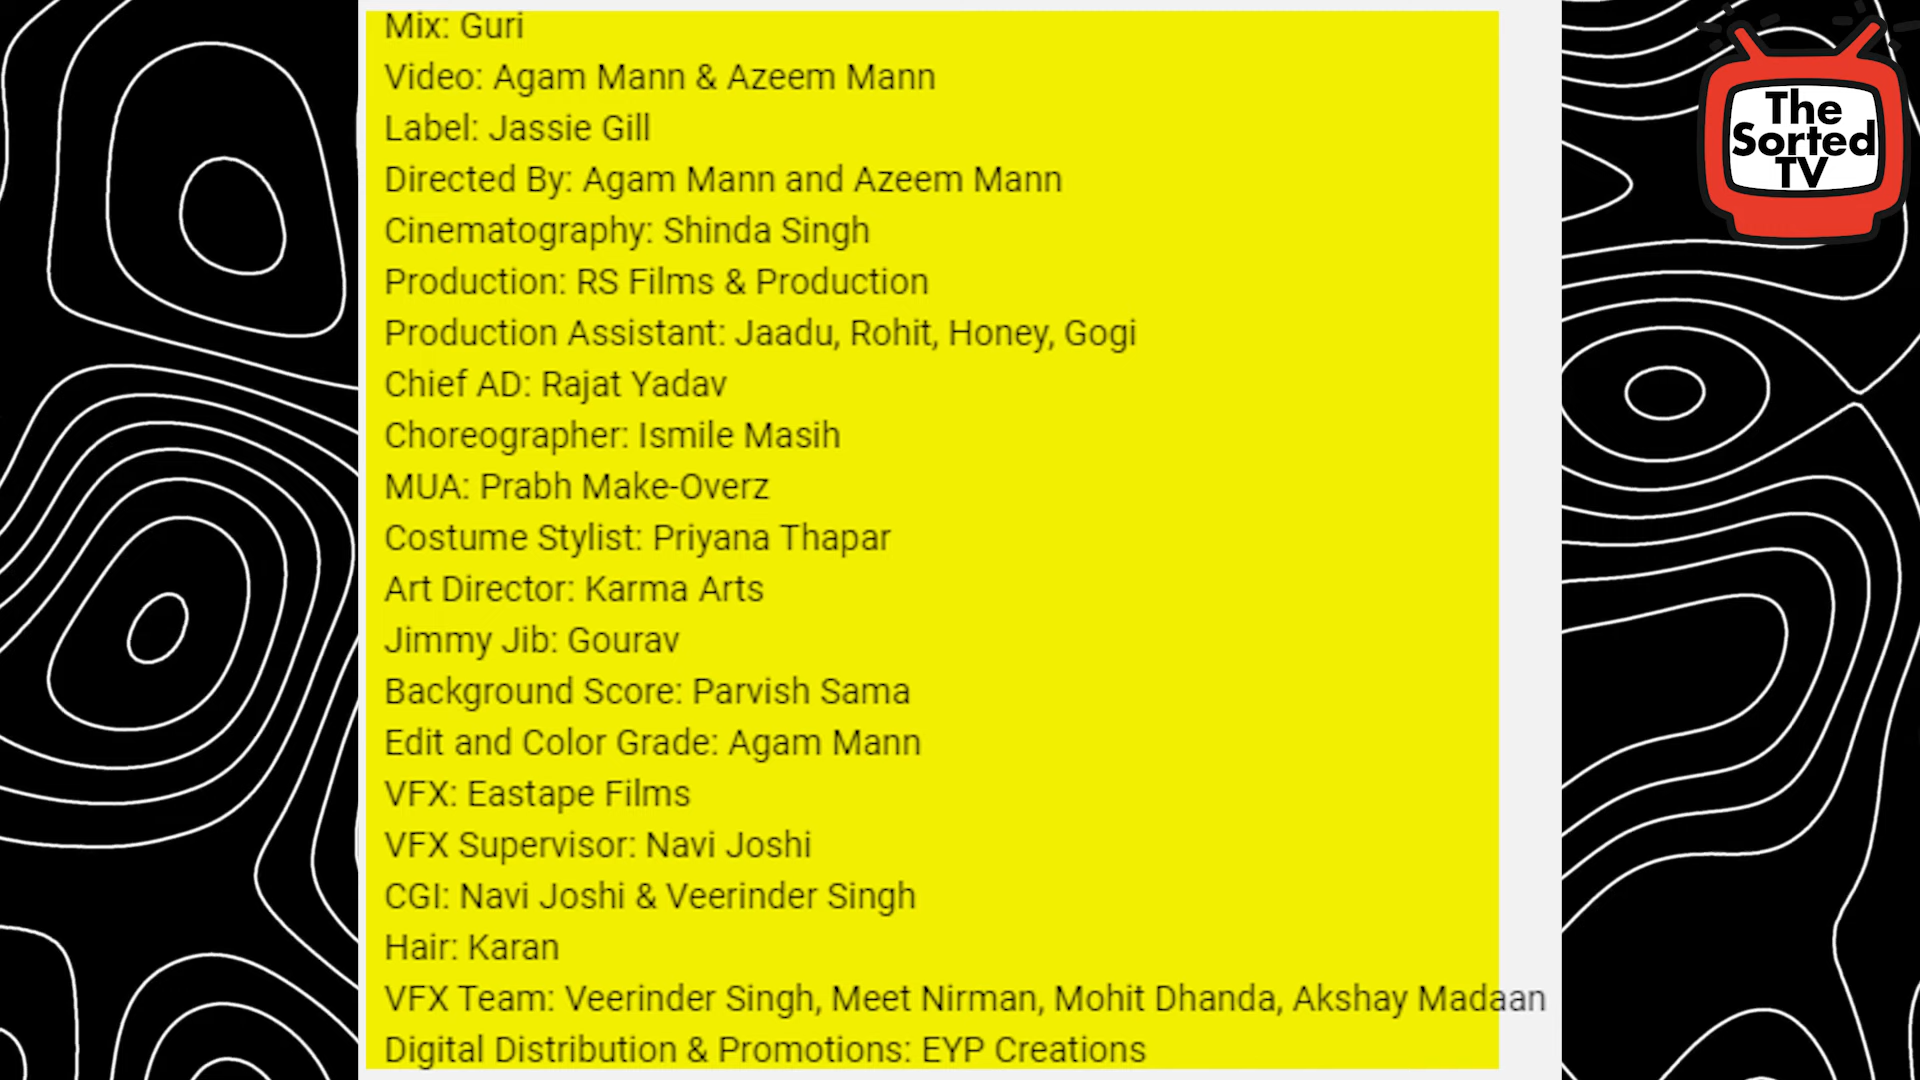 Mix: Guri
Video: Agam Mann & Azeem Mann
Label: Jassie Gill
Directed By: Agam Mann and Azeem Mann
Cinematography: Shinda Singh
Production: RS Films & Production
Production Assistant: Jaadu, Rohit, Honey, Gogi
Chief AD: Rajat Yadav
Choreographer: Ismile Masih
MUA: Prabh Make-Overz
Costume Stylist: Priyana Thapar
Art Director: Karma Arts
Jimmy Jib: Gourav
Background Score: Parvish Sama
Edit and Color Grade: Agam Mann
VFX: Eastape Films
VFX Supervisor: Navi Joshi
CGI: Navi Joshi & Veerinder Singh
Hair: Karan
VFX Team: Veerinder Singh, Meet Nirman, Mohit Dhanda, Akshay Madaan
Digital Distribution & Promotions: EYP Creations
The
Sorted
TV